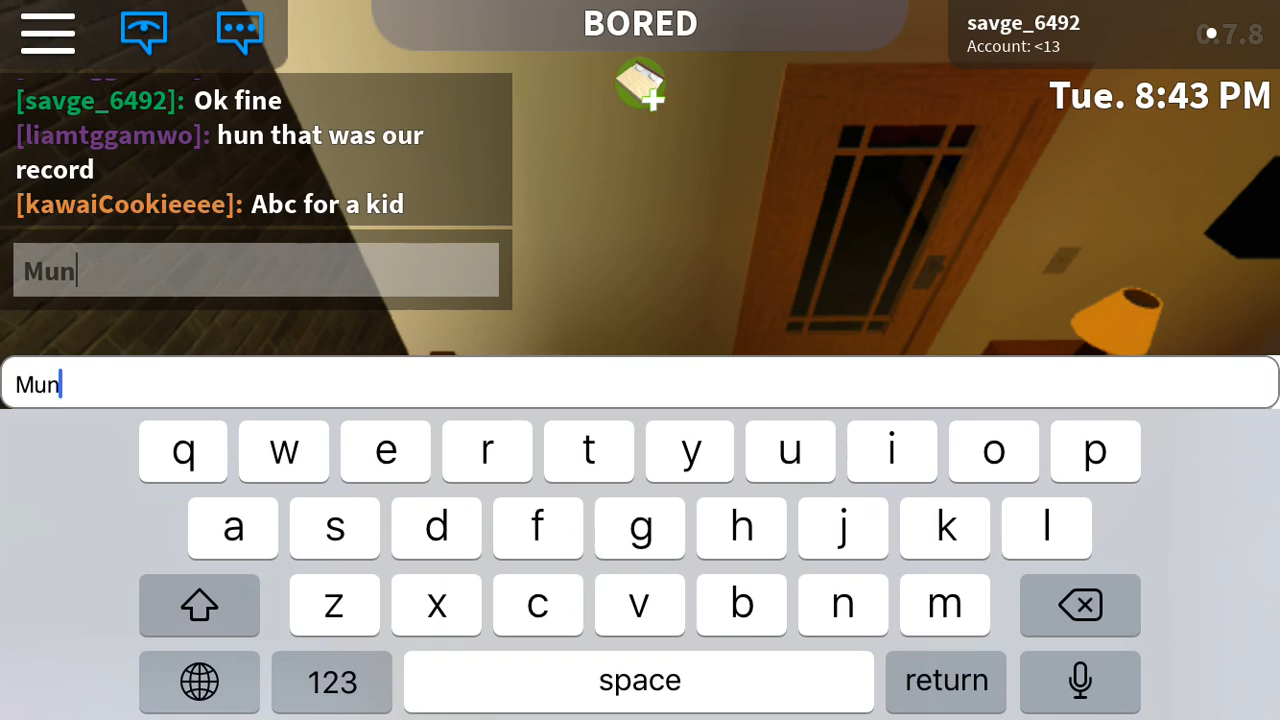 BORED
savge_6492
Account: <13
0.7.8
Tue. 8:43 PM
[savge_6492]: Ok fine
[liamtggamwo]: hun that was our
record
[kawaiCookieeee]: Abc for a kid
Mun
Mun
q w e r t y u i o p
a s d f g h j k l
z x c v b n m
123 space return